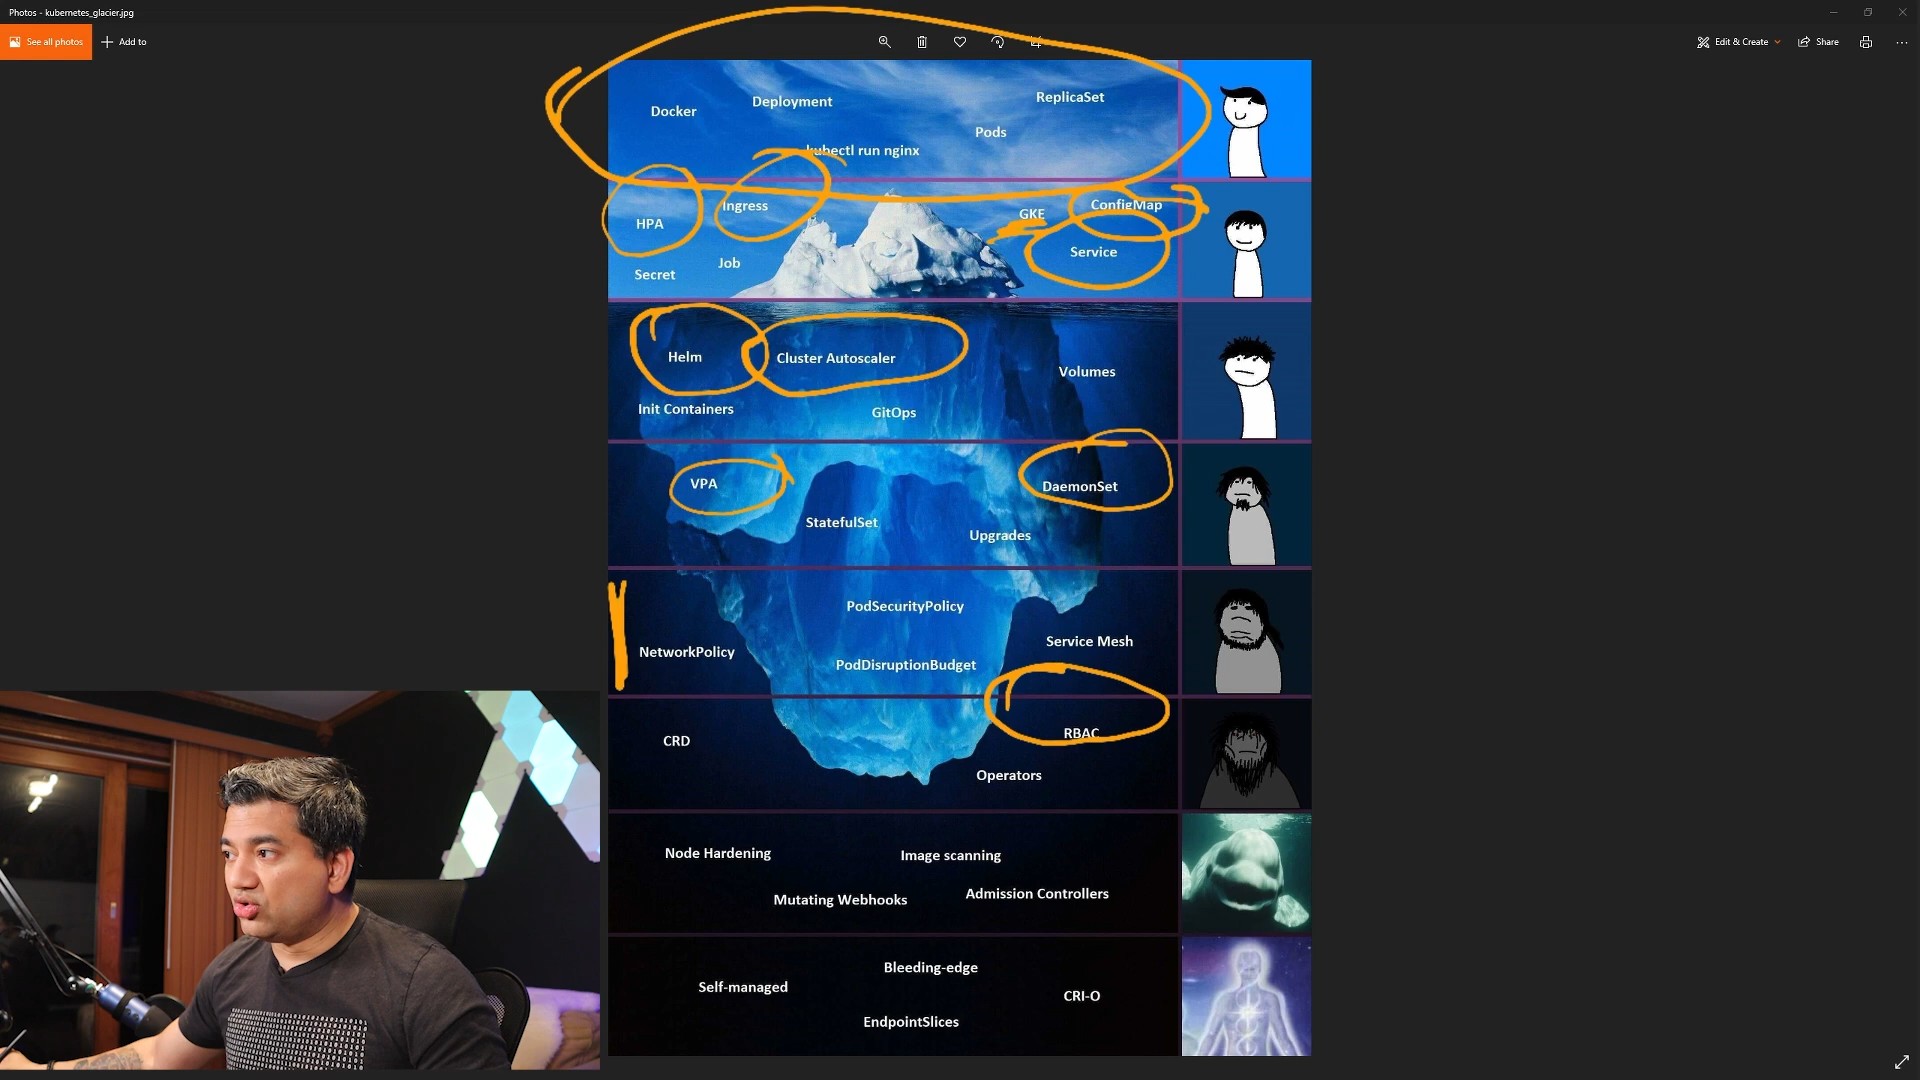 Photos - kubernetes_glacier.jpg
See all photos
Add to
Edit & Create
Share
Docker
Deployment
ReplicaSet
Pods
kubectl run nginx
HPA
Ingress
GKE
ConfigMap
Service
Job
Secret
Helm
Cluster Autoscaler
Volumes
Init Containers
GitOps
VPA
DaemonSet
StatefulSet
Upgrades
PodSecurityPolicy
Service Mesh
NetworkPolicy
PodDisruptionBudget
CRD
RBAC
Operators
Node Hardening
Image scanning
Mutating Webhooks
Admission Controllers
Bleeding-edge
Self-managed
CRI-O
EndpointSlices